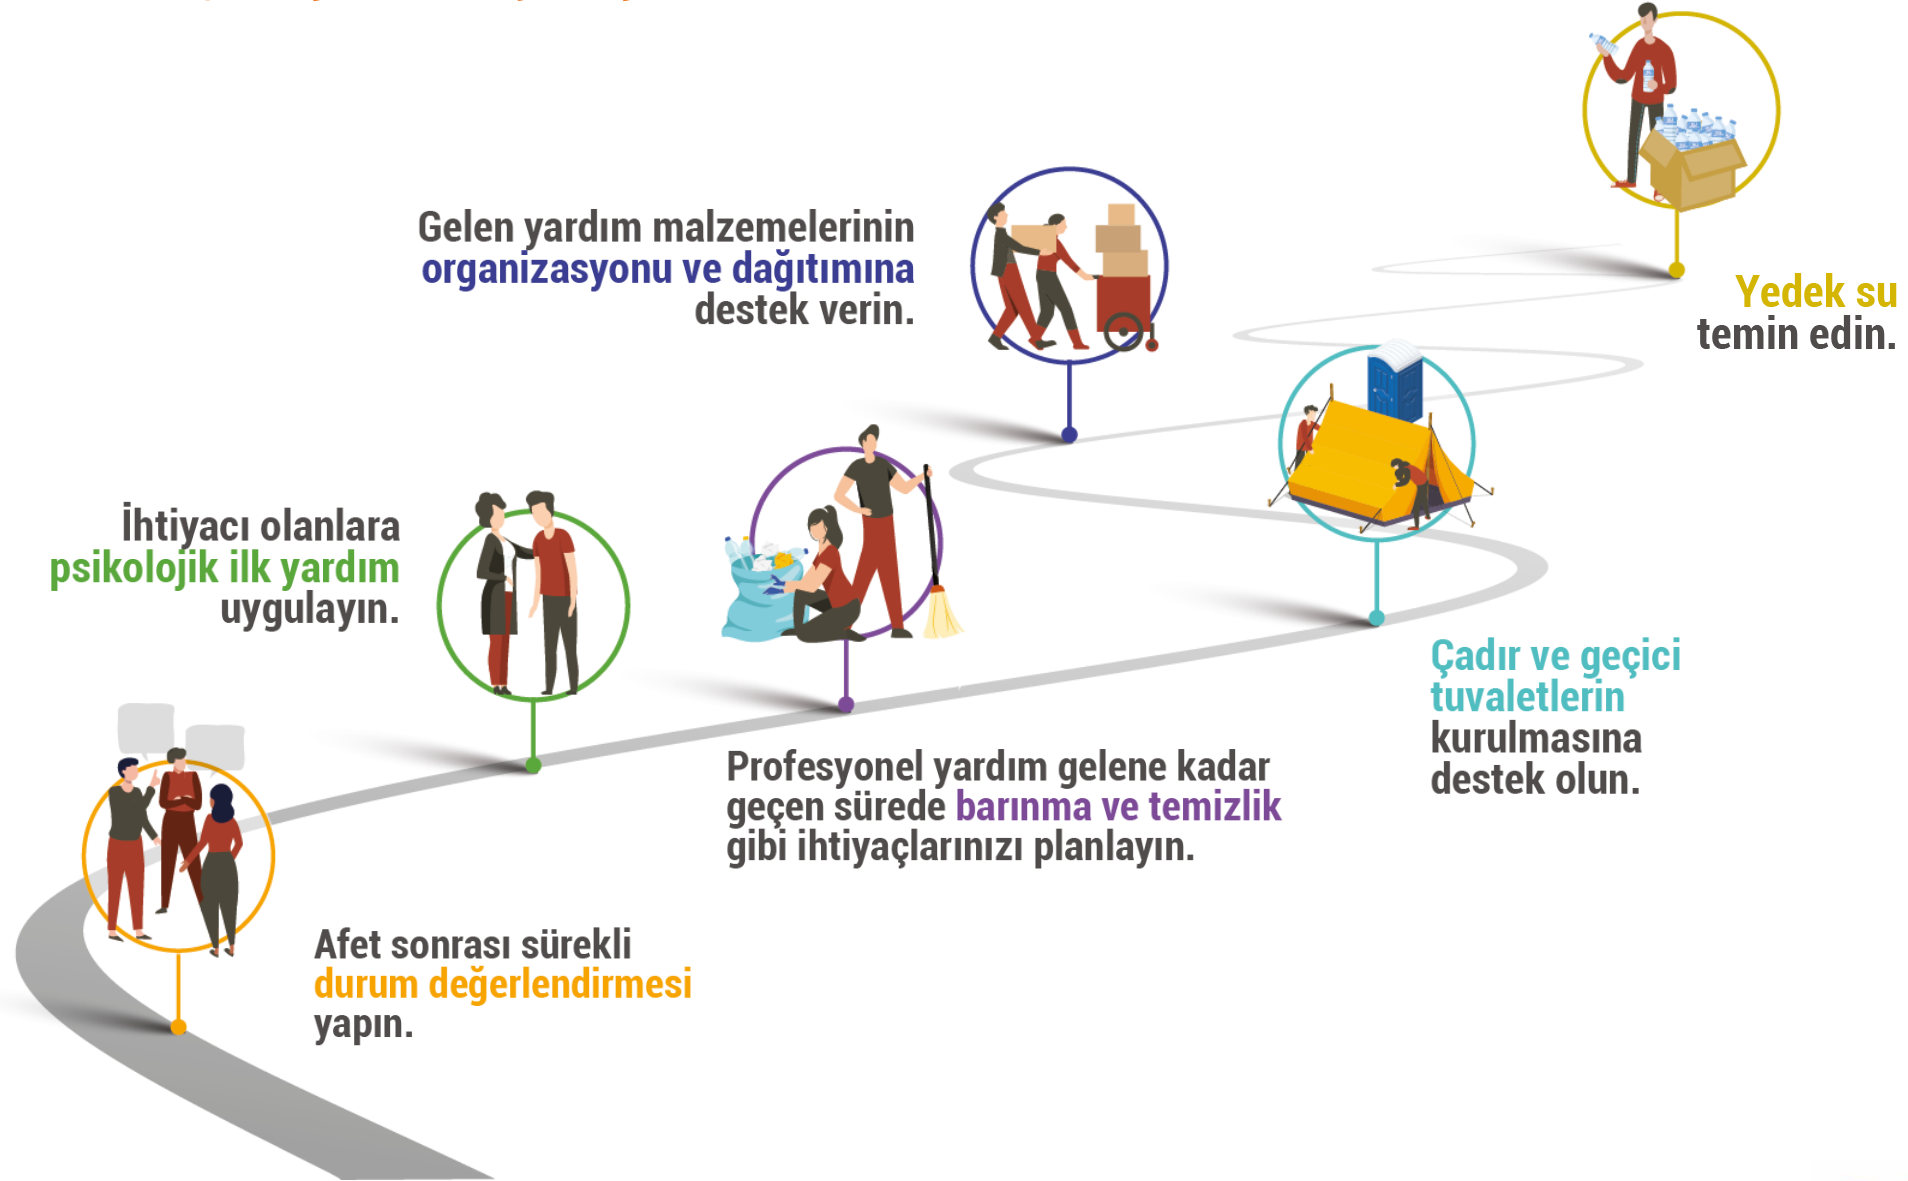 Yedek su
temin edin.
Gelen yardım malzemelerinin
organizasyonu ve dağıtımına
destek verin.
İhtiyacı olanlara
psikolojik ilk yardım
uygulayın.
Çadır ve geçici
tuvaletlerin
kurulmasına
destek olun.
Profesyonel yardım gelene kadar
geçen sürede barınma ve temizlik
gibi ihtiyaçlarınızı planlayın.
Afet sonrası sürekli
durum değerlendirmesi
yapın.